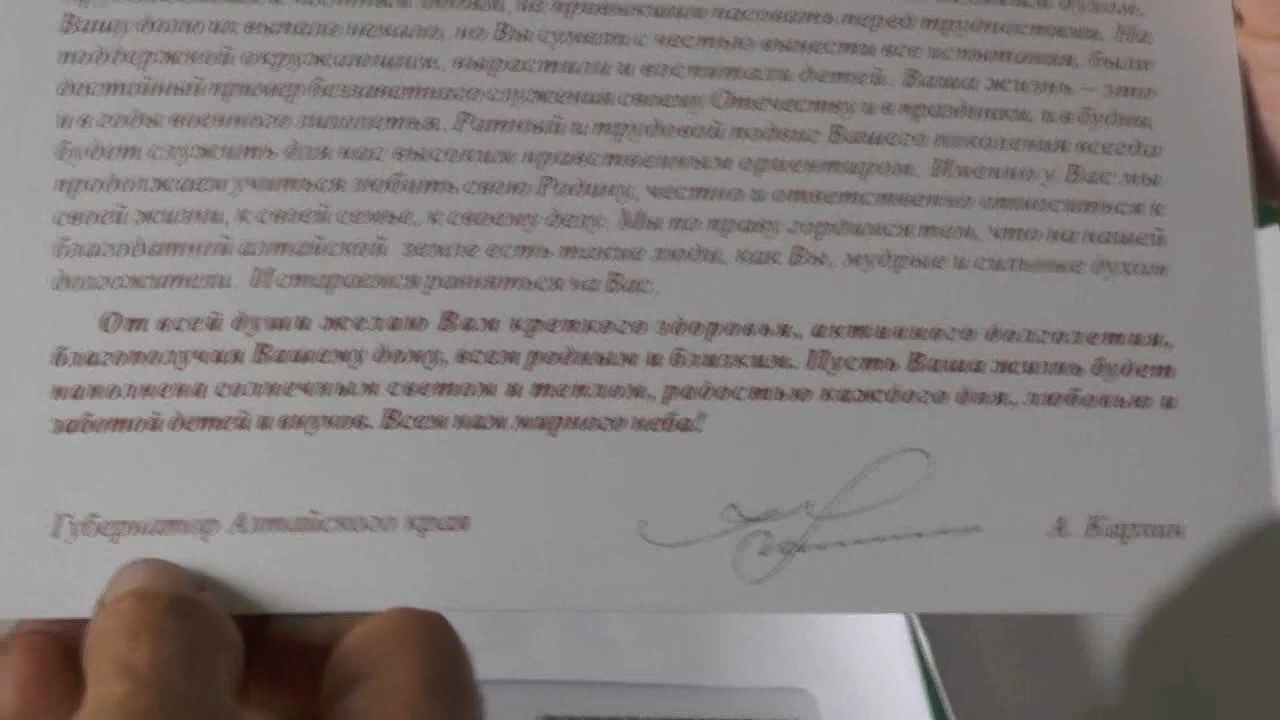 Вашу долю их выпало немало, но Вы сумели с честью вынести все испытания, были
поддержкой окружающим, вырастили и воспитали детей. Ваша жизнь – это
достойный пример беззаветного служения своему Отечеству и в праздники, и в будни,
и в годы военного лихолетья. Ратный и трудовой подвиг Вашего поколения всегда
будет служить для нас высоким нравственным ориентиром. Именно у Вас мы
продолжаем учиться любить свою Родину, честно и ответственно относиться к
своей жизни, к своей семье, к своему делу. Мы по праву гордимся тем, что на нашей
благодатной алтайской земле есть такие люди, как Вы, мудрые и сильные духом
долгожители. И стараемся равняться на Вас.
От всей души желаю Вам крепкого здоровья, активного долголетия,
благополучия Вашему дому, всем родным и близким. Пусть Ваша жизнь будет
наполнена солнечным светом и теплом, радостью каждого дня, любовью и
заботой детей и внуков. Всем нам мирного неба!
Губернатор Алтайского края
А. Карлин